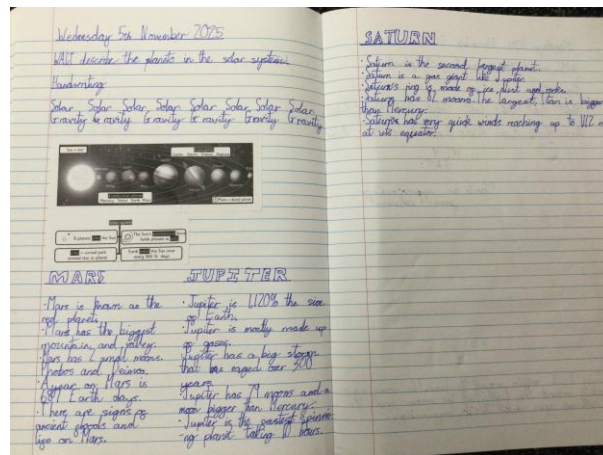 Wednesday 5th November 2025
WALT describe the planets in the solar system.
Handwriting
Solar Solar Solar Solar Solar Solar Solar Solar
Gravity Gravity Gravity Gravity Gravity Gravity
MARS
·Mars is known as the
red planet.
·Mars has the biggest
mountain and valley.
·Mars has 2 small moons.
Phobos and Deimos.
·A year on Mars is
687 Earth days.
·There are signs of
ancient floods and
on Mars.
JUPITER
·Jupiter is 1120% the size
of Earth.
·Jupiter is mostly made up
of gases.
·Jupiter has a big storm
that has raged over 300
years.
·Jupiter has 79 moons and a
moon bigger than Mercury.
·Jupiter is the fastest spinn-
-ng planet taking 10 hours.
SATURN
·Saturn is the second largest planet.
·Saturn is a gas giant like Jupiter.
·Saturn's ring is made of ice, dust and rocks.
·Saturn has 82 moons. The largest, Titan is bigger
than Mercury.
·Saturn has very quick winds reaching up to 1112 m
at its equator.